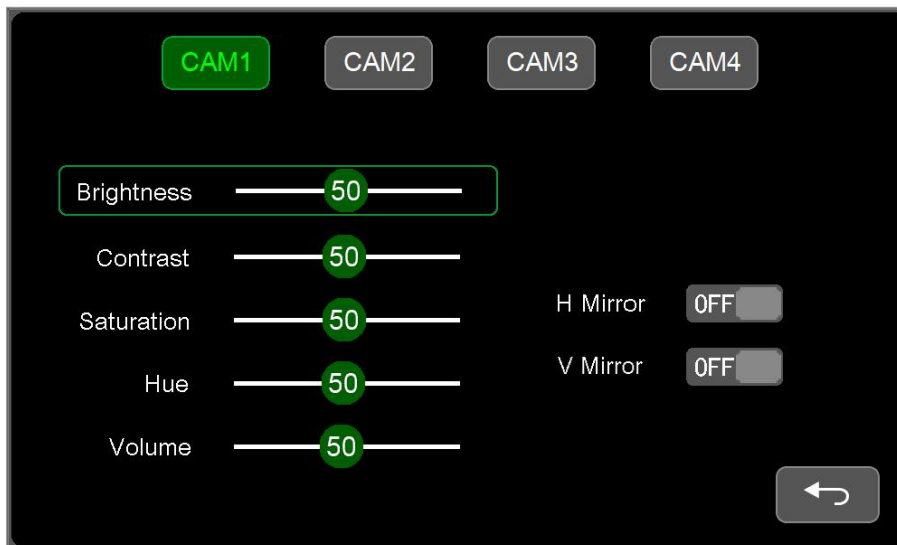 CAM1 CAM2 CAM3 CAM4
Brightness 50
Contrast 50
H Mirror OFF
Saturation 50
V Mirror OFF
Hue 50
Volume 50